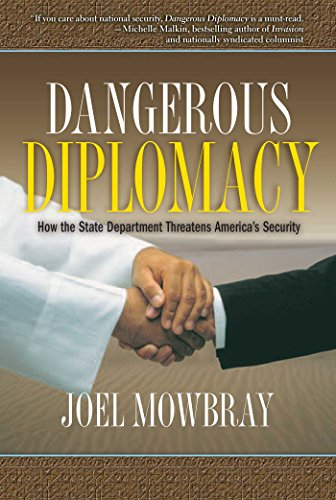 "If you care about national security, Dangerous Diplomacy is a must-read.
—Michelle Malkin, bestselling author of Invasion
and nationally syndicated columnist
DANGEROUS
DIPLOMACY
How the State Department Threatens America's Security
JOEL MOWBRAY